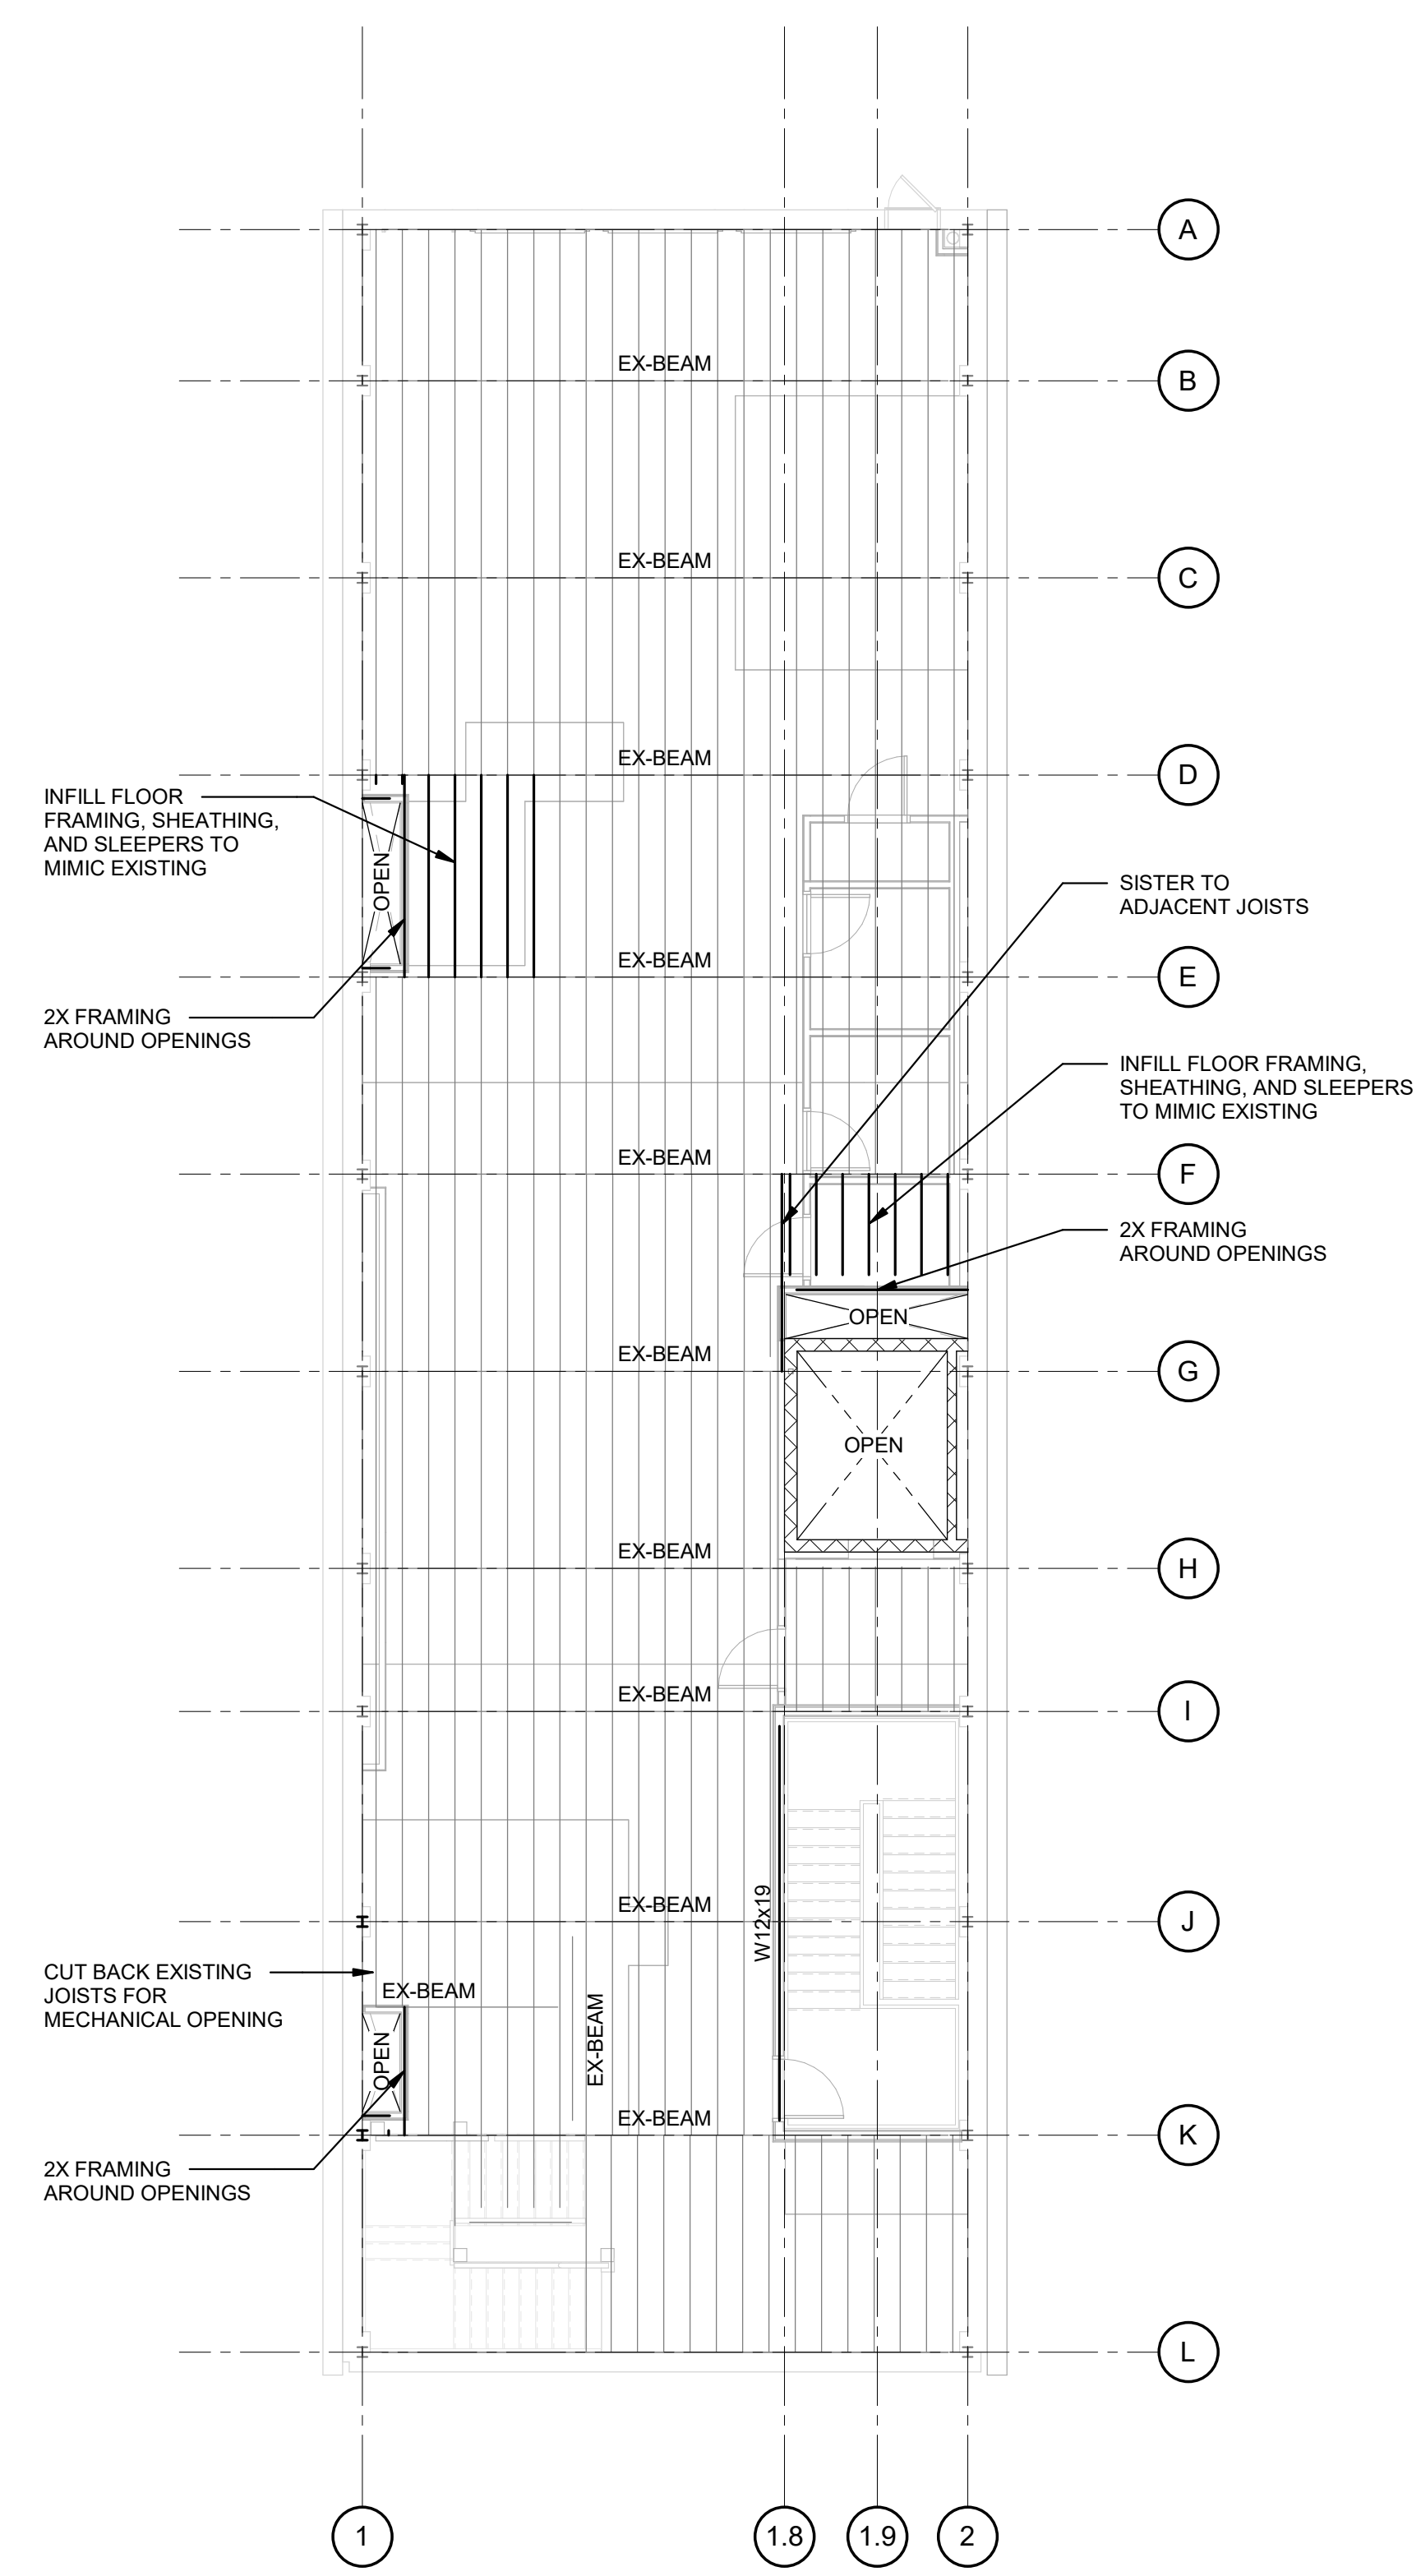 A
EX-BEAM
B
EX-BEAM
C
EX-BEAM
D
INFILL FLOOR
FRAMING, SHEATHING,
AND SLEEPERS TO
MIMIC EXISTING
OPEN
SISTER TO
ADJACENT JOISTS
EX-BEAM
E
2X FRAMING
AROUND OPENINGS
INFILL FLOOR FRAMING,
SHEATHING, AND SLEEPERS
TO MIMIC EXISTING
EX-BEAM
F
2X FRAMING
AROUND OPENINGS
OPEN
EX-BEAM
G
OPEN
EX-BEAM
H
EX-BEAM
I
EX-BEAM
W12x19
J
CUT BACK EXISTING
JOISTS FOR
MECHANICAL OPENING
EX-BEAM
OPEN
EX-BEAM
EX-BEAM
K
2X FRAMING
AROUND OPENINGS
L
1
1.8
1.9
2